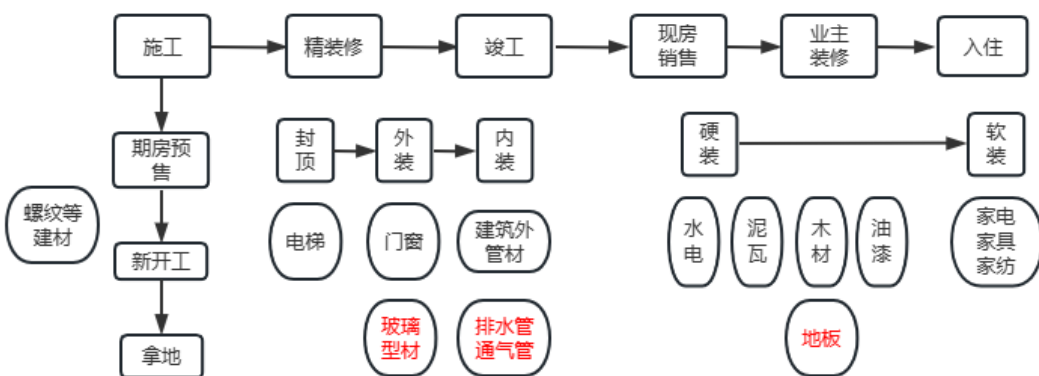 施工
精装修
竣工
现房
销售
业主
装修
入住
期房预
售
封
顶
外
装
内
装
硬
装
软
装
螺纹等
建材
新开工
拿地
电梯
门窗
建筑外
管材
水
电
泥
瓦
木
材
油
漆
家电
家具
家纺
玻璃
型材
排水管
通气管
地板